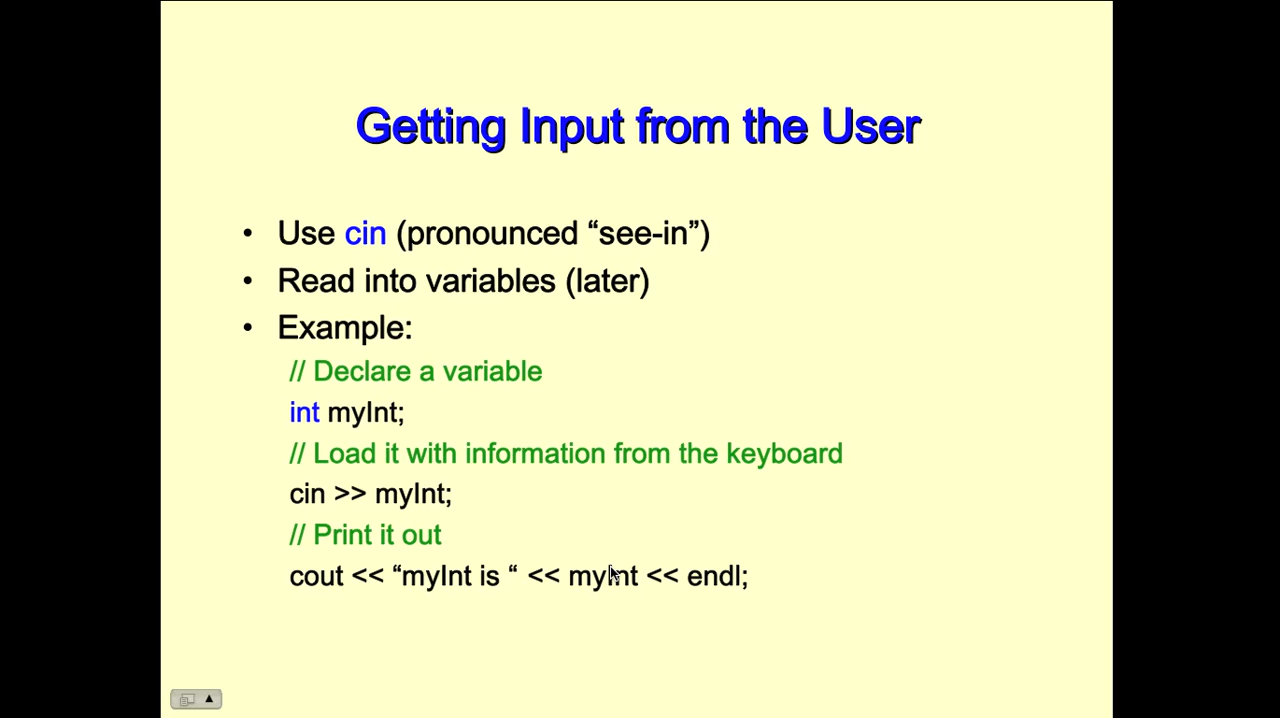 Getting Input from the User
• Use cin (pronounced “see-in”)
• Read into variables (later)
• Example:
// Declare a variable
int myInt;
// Load it with information from the keyboard
cin >> myInt;
// Print it out
cout << “myInt is “ << myInt << endl;